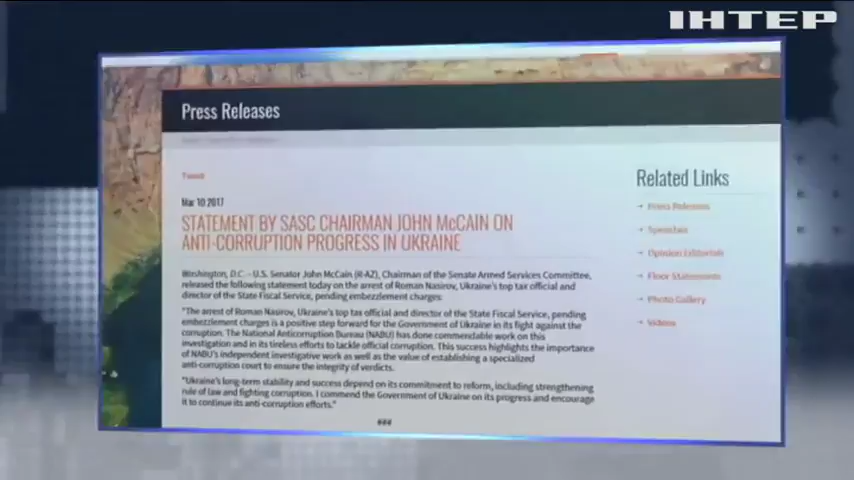 ІНТЕР
Press Releases
Tweet
Mar 10 2017
STATEMENT BY SASC CHAIRMAN JOHN McCAIN ON
ANTI-CORRUPTION PROGRESS IN UKRAINE
Washington, D.C. – U.S. Senator John McCain (R-AZ), Chairman of the Senate Armed Services Committee,
released the following statement today on the arrest of Roman Nasirov, Ukraine's top tax official and
director of the State Fiscal Service, pending embezzlement charges:
"The arrest of Roman Nasirov, Ukraine's top tax official and director of the State Fiscal Service, pending
embezzlement charges is a positive step forward for the Government of Ukraine in its fight against the
corruption. The National Anticorruption Bureau (NABU) has done commendable work on this
investigation and in its tireless efforts to tackle official corruption. This success highlights the importance
of NABU's independent investigative work as well as the value of establishing a specialized
anti-corruption court to ensure the integrity of verdicts.
"Ukraine's long-term stability and success depend on its commitment to reform, including strengthening
rule of law and fighting corruption. I commend the Government of Ukraine on its progress and encourage
it to continue its anti-corruption efforts."
###
Related Links
Press Releases
Speeches
Opinion Editorials
Floor Statements
Photo Gallery
Videos